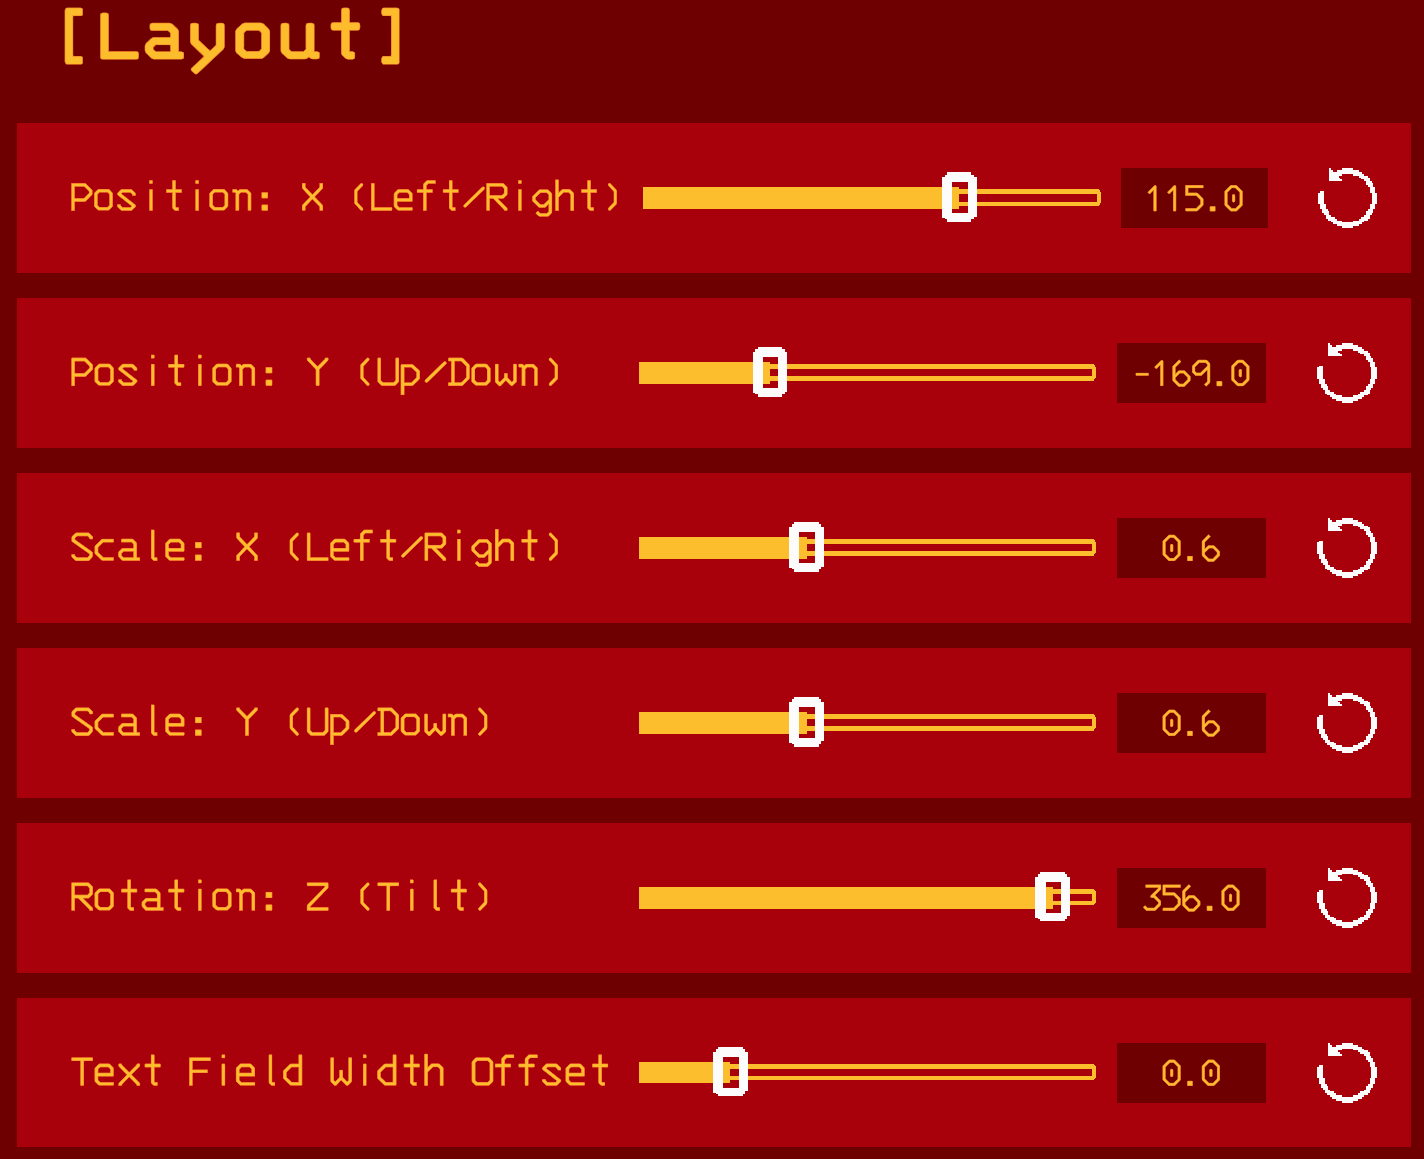 [Layout]
Position: X (Left/Right) 115.0
Position: Y (Up/Down) -169.0
Scale: X (Left/Right) 0.6
Scale: Y (Up/Down) 0.6
Rotation: Z (Tilt) 356.0
Text Field Width Offset 0.0